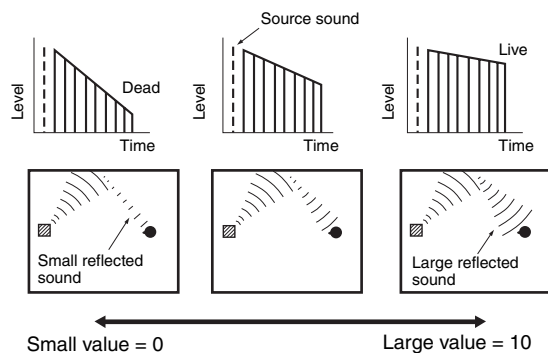 Source sound
Level
Dead
Time
Level
Time
Level
Live
Time
Small reflected
sound
Large reflected
sound
Small value = 0
Large value = 10